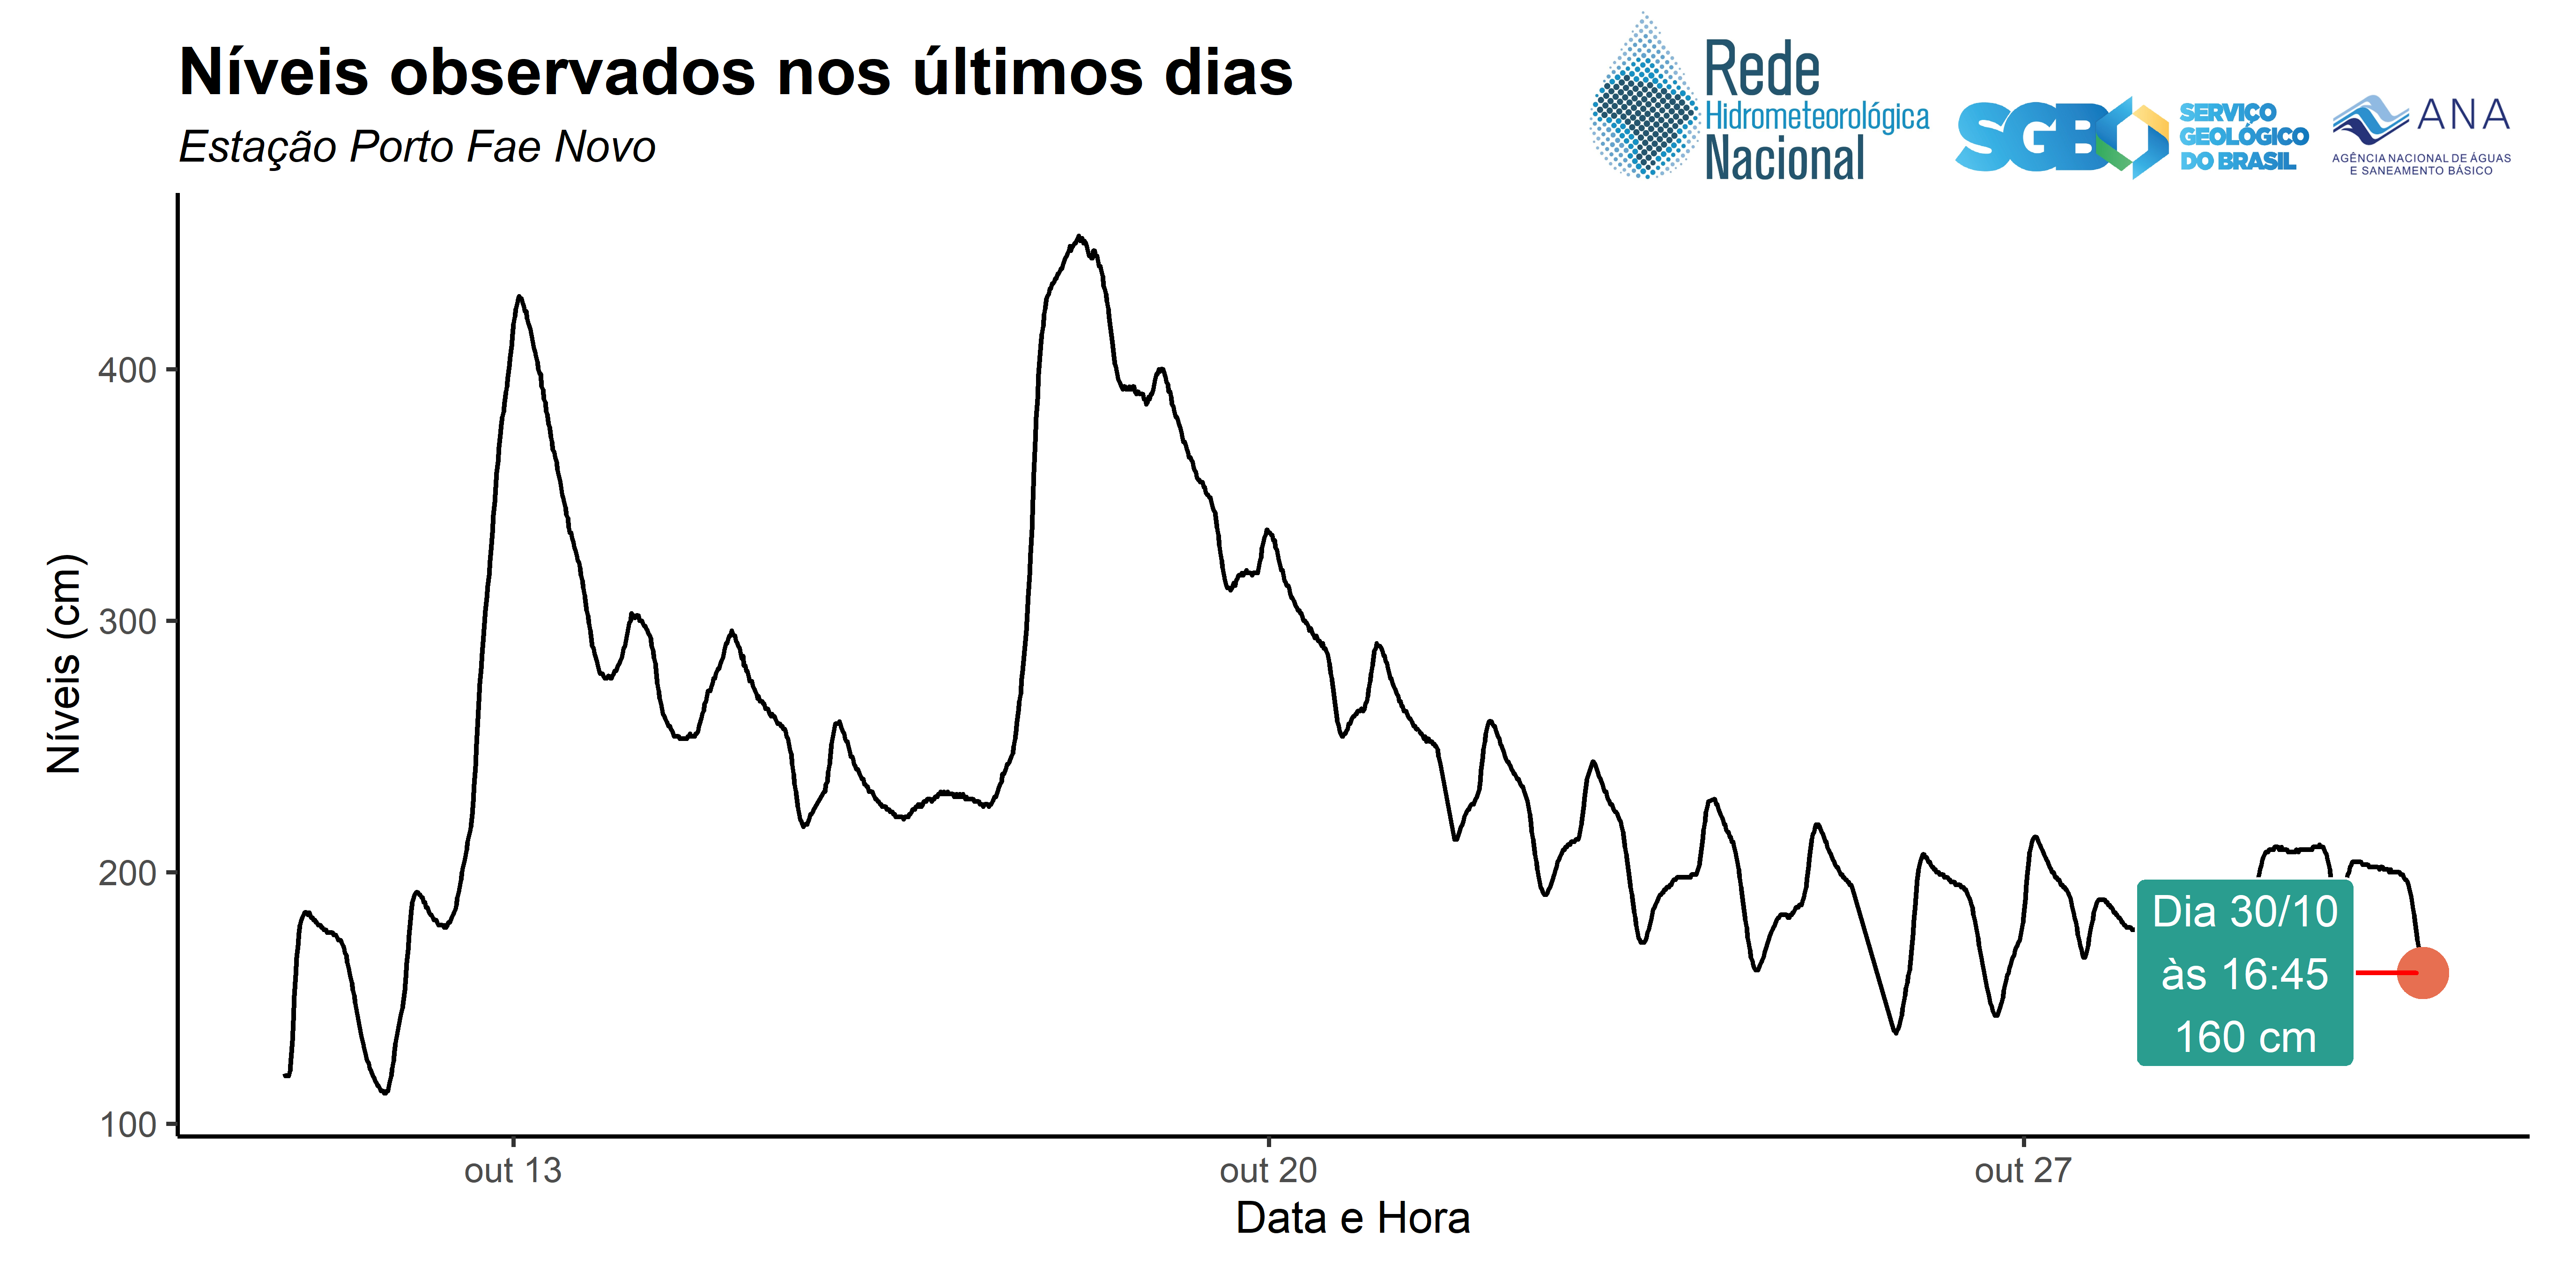 Níveis observados nos últimos dias
Estação Porto Fae Novo
Rede
Hidrometeorológica
Nacional
SGB
SERVIÇO
GEOLÓGICO
DO BRASIL
ANA
AGÊNCIA NACIONAL DE ÁGUAS
E SANEAMENTO BÁSICO
Níveis (cm)
400
300
200
100
Dia 30/10
às 16:45
160 cm
out 13
out 20
out 27
Data e Hora